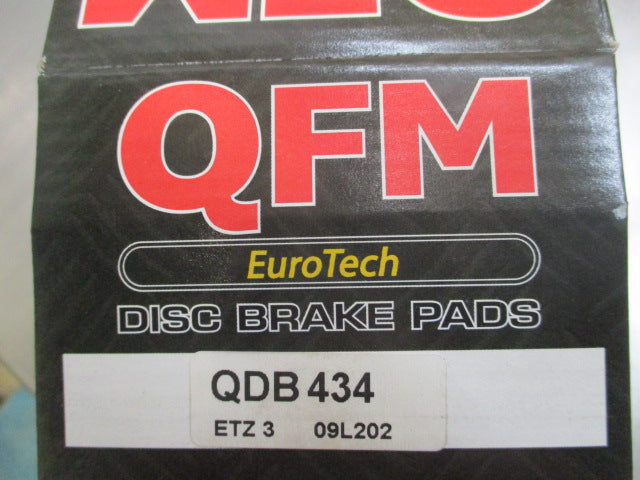 QFM
EuroTech
DISC BRAKE PADS
QDB 434
ETZ 3 09L202